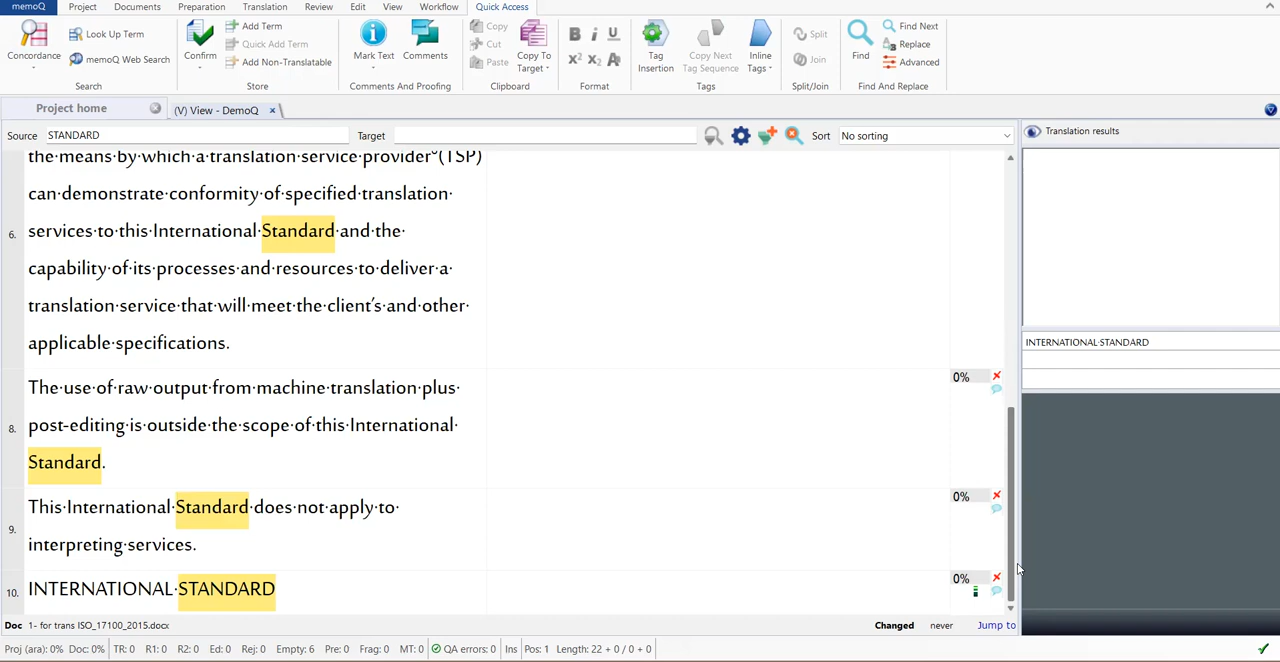 memoQ Project Documents Preparation Translation Review Edit View Workflow Quick Access
Concordance Look Up Term memoQ Web Search Search
Confirm Add Term Quick Add Term Add Non-Translatable Store
Mark Text Comments Comments And Proofing
Copy Cut Paste Copy To Target Clipboard
B i U X² X₂ A Format
Tag Insertion Copy Next Tag Sequence Inline Tags Tags
Split Join Split/Join
Find Find Next Replace Advanced Find And Replace
Project home (V) View - DemoQ
Source STANDARD Target Sort No sorting
Translation results
the·means·by·which·a·translation·service·provider°(TSP)
can·demonstrate·conformity·of·specified·translation·
6. services·to·this·International·Standard·and·the·
capability·of·its·processes·and·resources·to·deliver·a·
translation·service·that·will·meet·the·client’s·and·other·
applicable·specifications.
INTERNATIONAL·STANDARD
The·use·of·raw·output·from·machine·translation·plus· 0%
8. post-editing·is·outside·the·scope·of·this·International·
Standard.
This·International·Standard·does·not·apply·to· 0%
9. interpreting·services.
10. INTERNATIONAL·STANDARD 0%
Doc 1- for trans ISO_17100_2015.docx Changed never Jump to
Proj (ara): 0% Doc: 0% TR: 0 R1: 0 R2: 0 Ed: 0 Rej: 0 Empty: 6 Pre: 0 Frag: 0 MT: 0 QA errors: 0 Ins Pos: 1 Length: 22 + 0 / 0 + 0